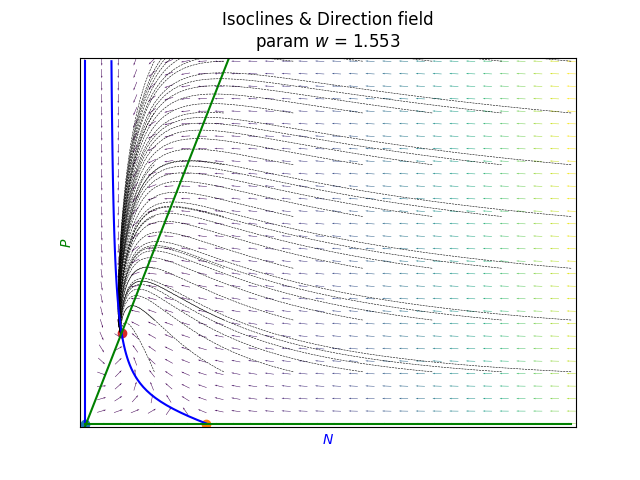 Isoclines & Direction field
param w = 1.553
P
N